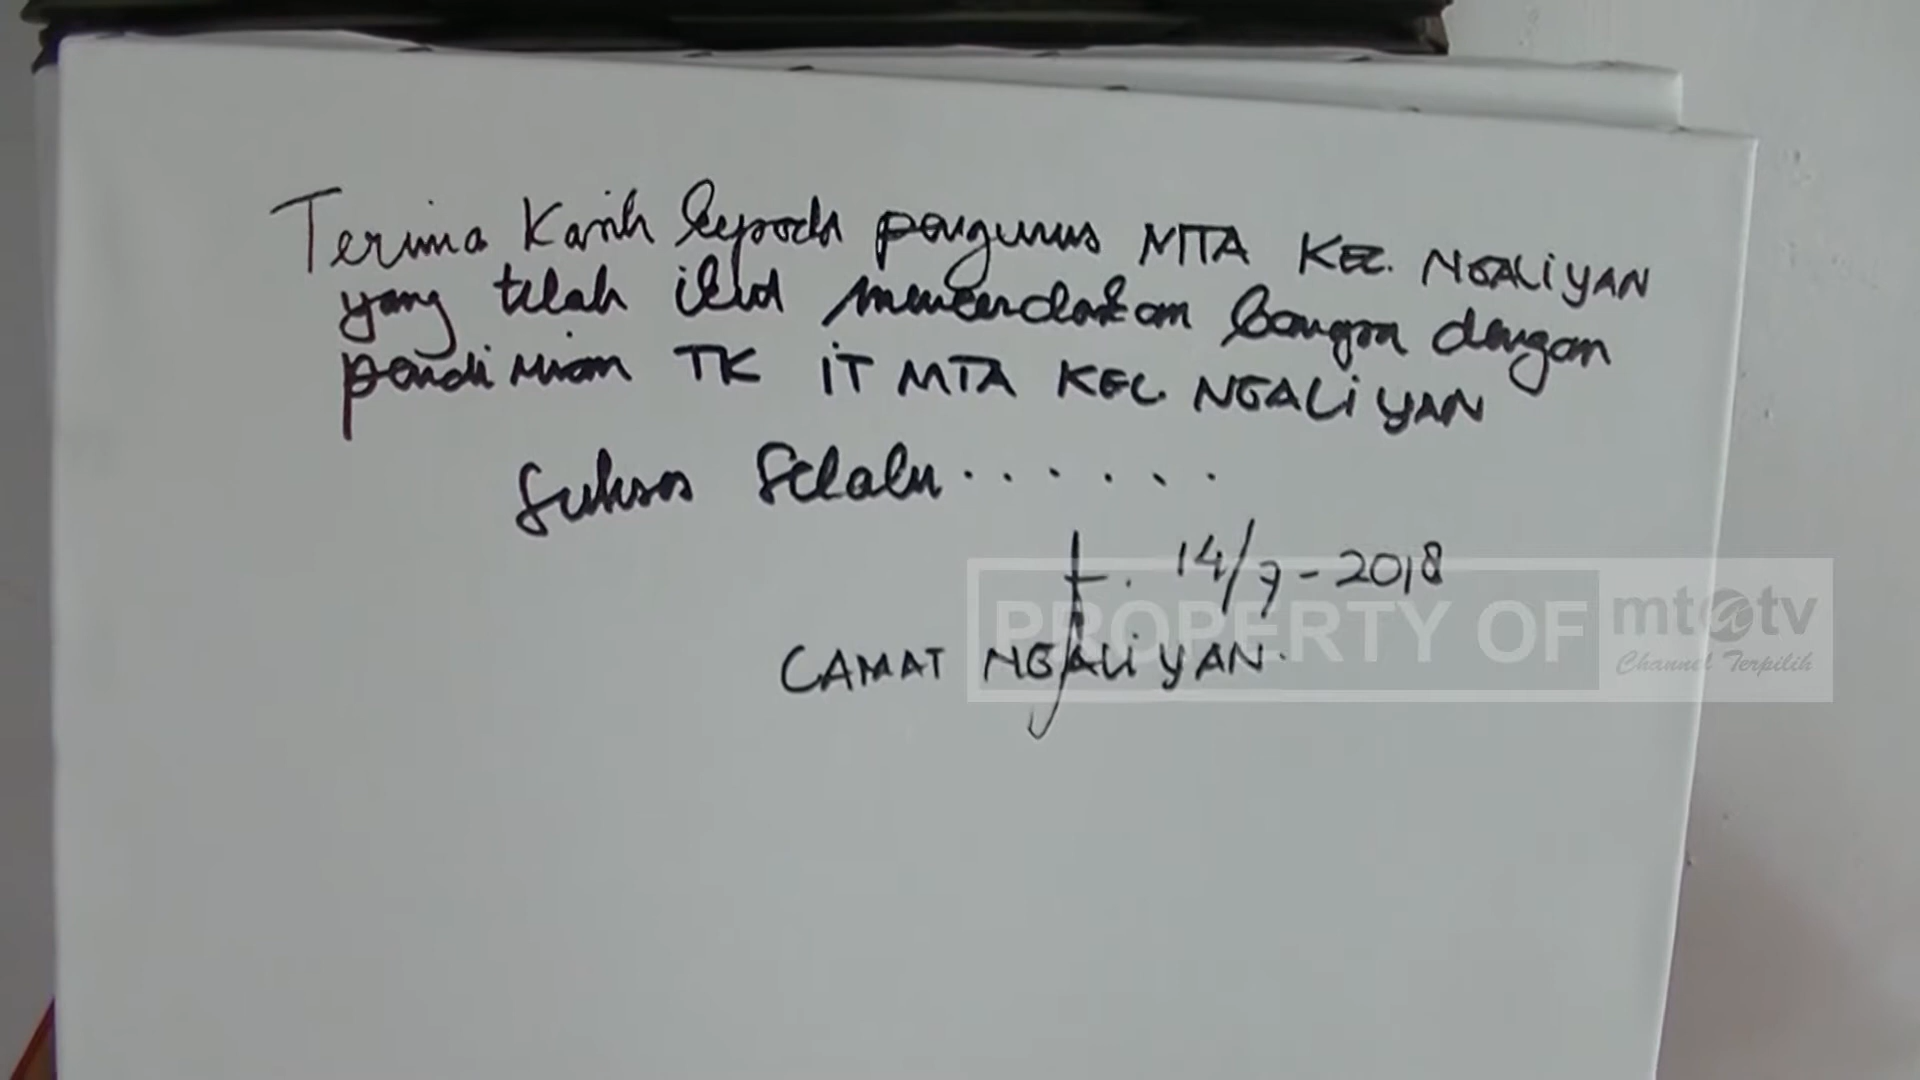 Terima Kasih kepada pengurus MTA KEC. NGALIYAN
yang telah ikut mencerdaskan bangsa dengan
pendirian TK IT MTA KEC. NGALIYAN
Sukses Selalu . . . . . .
t. 14/7-2018
CAMAT NGALIYAN.
PROPERTY OF
mt@tv
Channel Terpilih